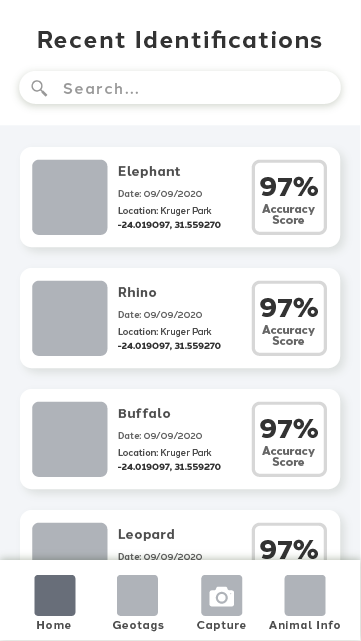 Recent Identifications
Search...
Elephant
Date: 09/09/2020
Location: Kruger Park
-24.019097, 31.559270
97%
Accuracy
Score
Rhino
Date: 09/09/2020
Location: Kruger Park
-24.019097, 31.559270
97%
Accuracy
Score
Buffalo
Date: 09/09/2020
Location: Kruger Park
-24.019097, 31.559270
97%
Accuracy
Score
Leopard
Date: 09/09/2020
97%
Home
Geotags
Capture
Animal Info